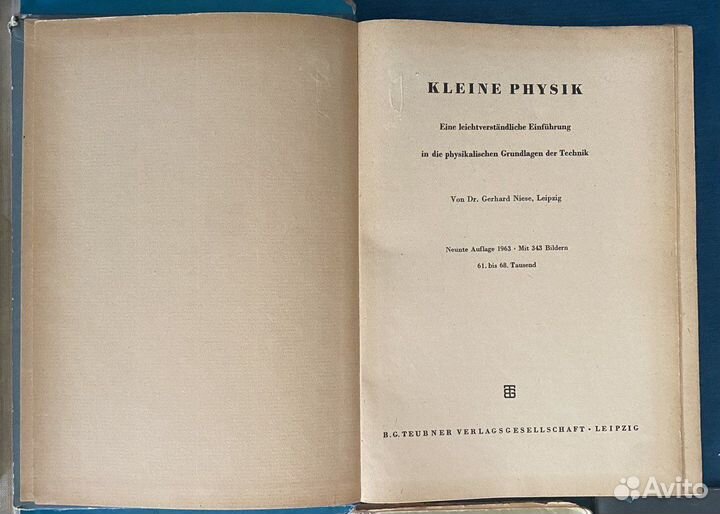 KLEINE PHYSIK
Eine leichtverständliche Einführung
in die physikalischen Grundlagen der Technik
Von Dr. Gerhard Niese, Leipzig
Neunte Auflage 1963 · Mit 343 Bildern
61. bis 68. Tausend
B. G. TEUBNER VERLAGSGESELLSCHAFT · LEIPZIG
Avito